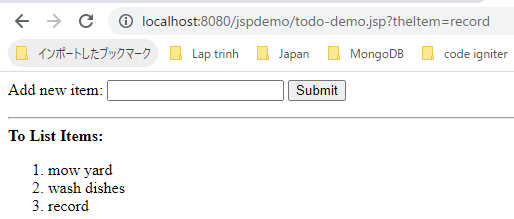 localhost:8080/jspdemo/todo-demo.jsp?theItem=record
インポートしたブックマーク Lap trinh Japan MongoDB code igniter
Add new item: Submit
To List Items:
1. mow yard
2. wash dishes
3. record